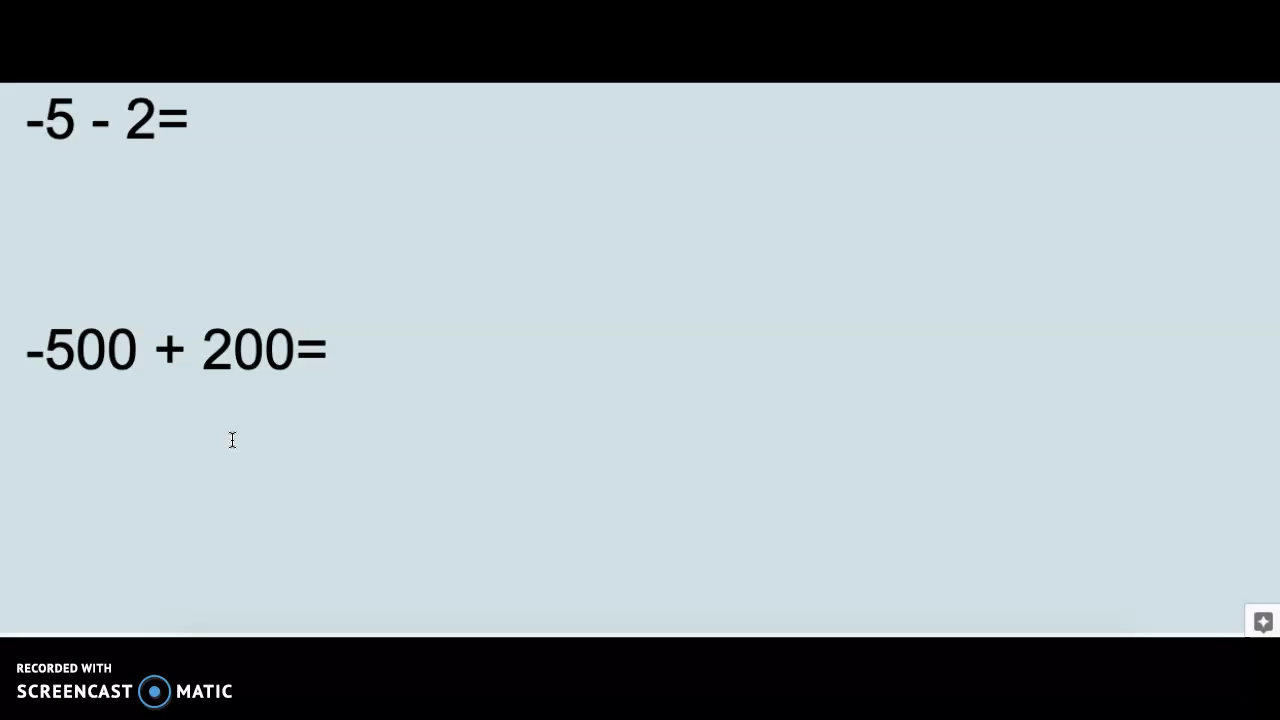 -5 - 2=
-500 + 200=
RECORDED WITH
SCREENCAST MATIC